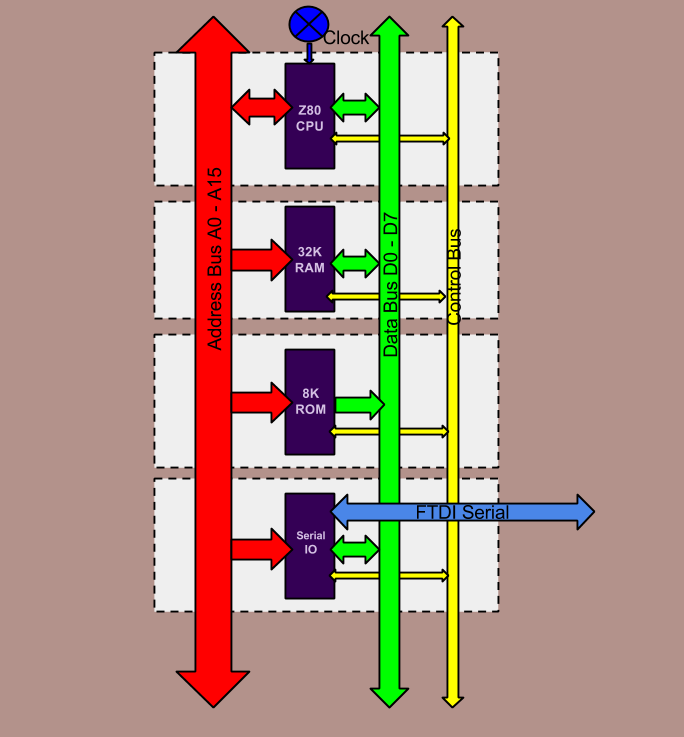 Clock
Z80
CPU
Address Bus A0 - A15
32K
RAM
Data Bus D0 - D7
Control Bus
8K
ROM
FTDI Serial
Serial
IO